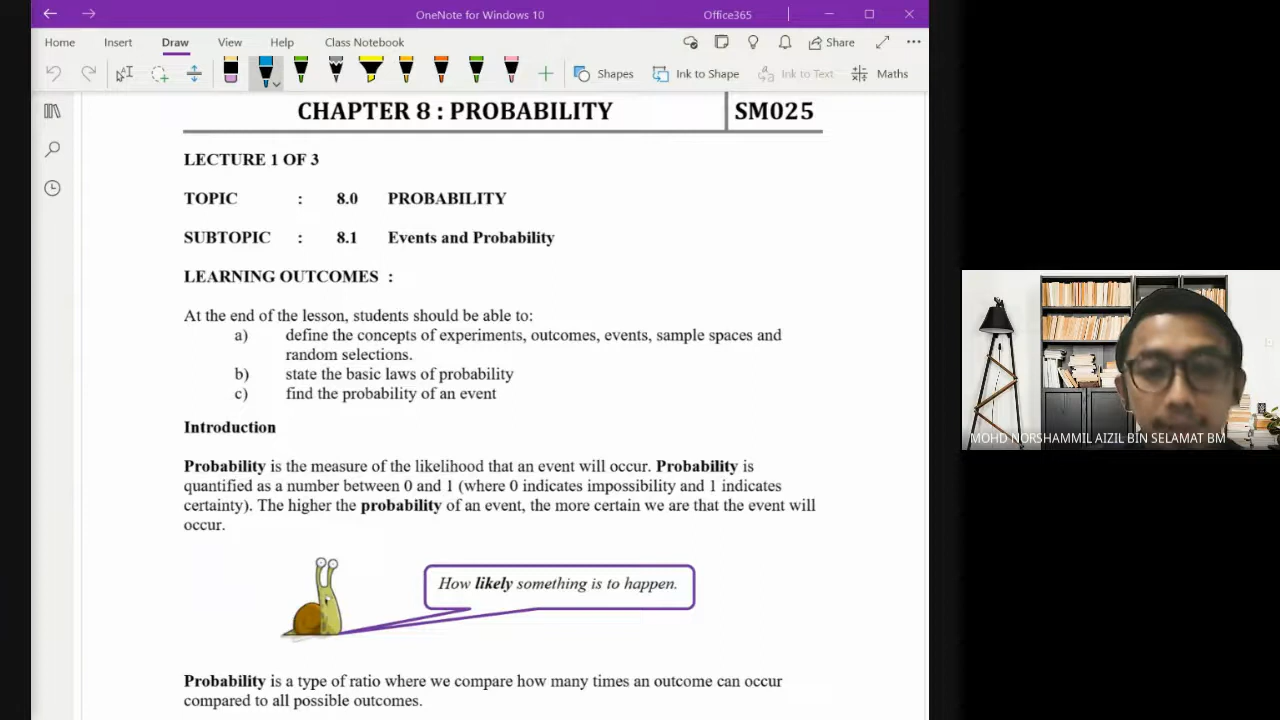 OneNote for Windows 10
Office365
Home Insert Draw View Help Class Notebook
Share
Shapes Ink to Shape Ink to Text Maths
CHAPTER 8 : PROBABILITY SM025
LECTURE 1 OF 3
TOPIC : 8.0 PROBABILITY
SUBTOPIC : 8.1 Events and Probability
LEARNING OUTCOMES :
At the end of the lesson, students should be able to:
a) define the concepts of experiments, outcomes, events, sample spaces and
random selections.
b) state the basic laws of probability
c) find the probability of an event
Introduction
Probability is the measure of the likelihood that an event will occur. Probability is
quantified as a number between 0 and 1 (where 0 indicates impossibility and 1 indicates
certainty). The higher the probability of an event, the more certain we are that the event will
occur.
How likely something is to happen.
Probability is a type of ratio where we compare how many times an outcome can occur
compared to all possible outcomes.
MOHD NORSHAMMIL AIZIL BIN SELAMAT BM